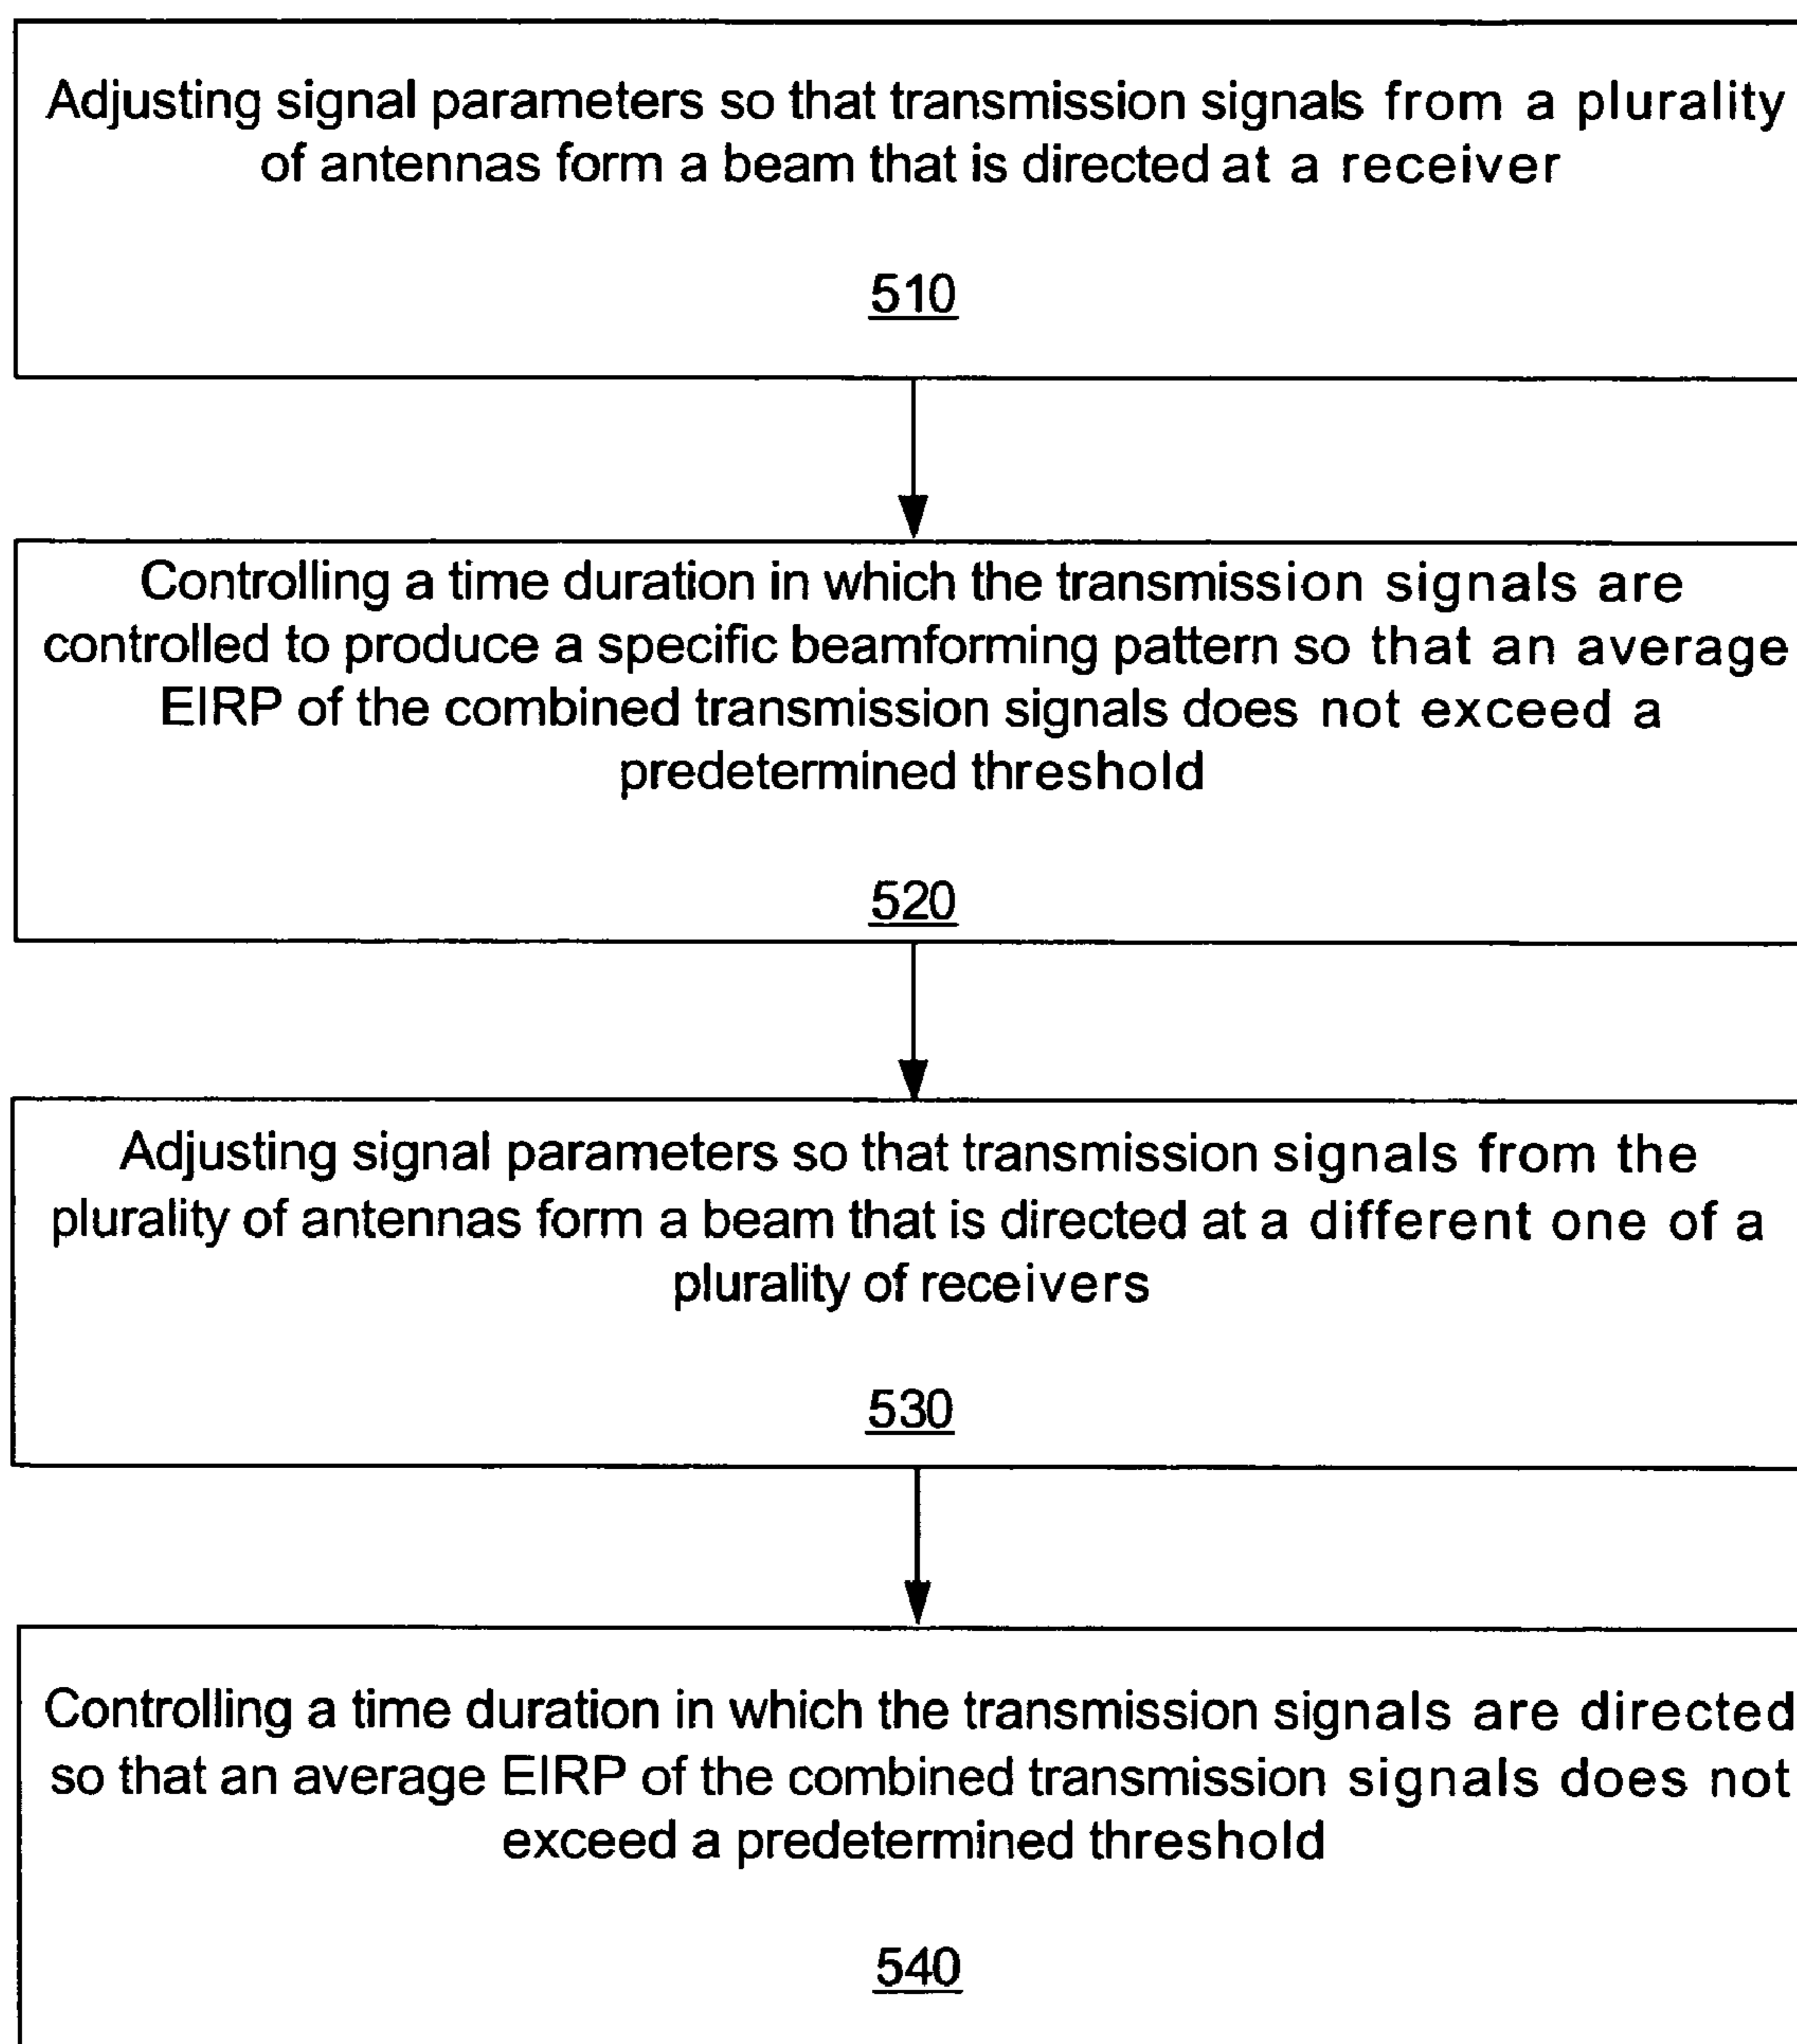 Adjusting signal parameters so that transmission signals from a plurality
of antennas form a beam that is directed at a receiver
510
Controlling a time duration in which the transmission signals are
controlled to produce a specific beamforming pattern so that an average
EIRP of the combined transmission signals does not exceed a
predetermined threshold
520
Adjusting signal parameters so that transmission signals from the
plurality of antennas form a beam that is directed at a different one of a
plurality of receivers
530
Controlling a time duration in which the transmission signals are directed
so that an average EIRP of the combined transmission signals does not
exceed a predetermined threshold
540